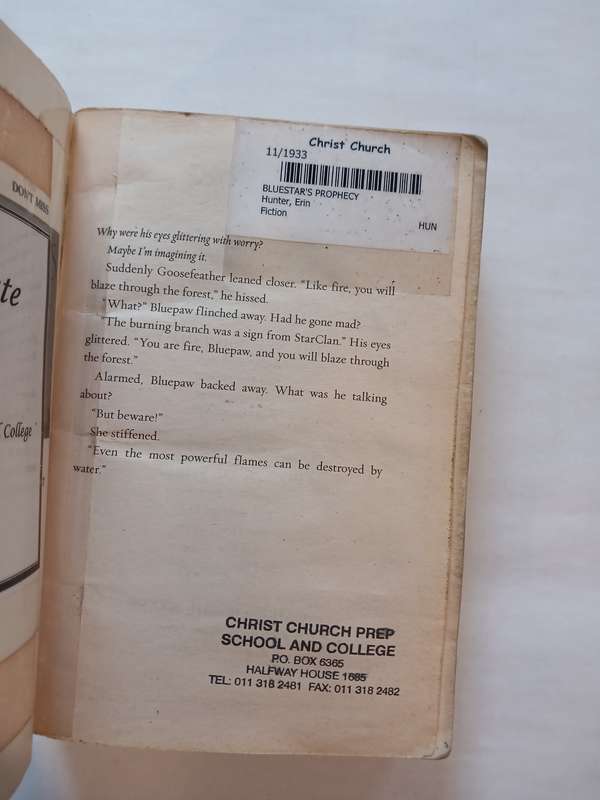 DON'T MISS
te
College
Christ Church
11/1933
BLUESTAR'S PROPHECY
Hunter, Erin
Fiction
HUN
Why were his eyes glittering with worry?
Maybe I'm imagining it.
Suddenly Goosefeather leaned closer. "Like fire, you will
blaze through the forest," he hissed.
"What?" Bluepaw flinched away. Had he gone mad?
"The burning branch was a sign from StarClan." His eyes
glittered. "You are fire, Bluepaw, and you will blaze through
the forest."
Alarmed, Bluepaw backed away. What was he talking
about?
"But beware!"
She stiffened.
"Even the most powerful flames can be destroyed by
water."
CHRIST CHURCH PREP
SCHOOL AND COLLEGE
P.O. BOX 6365
HALFWAY HOUSE 1685
TEL: 011 318 2481 FAX: 011 318 2482